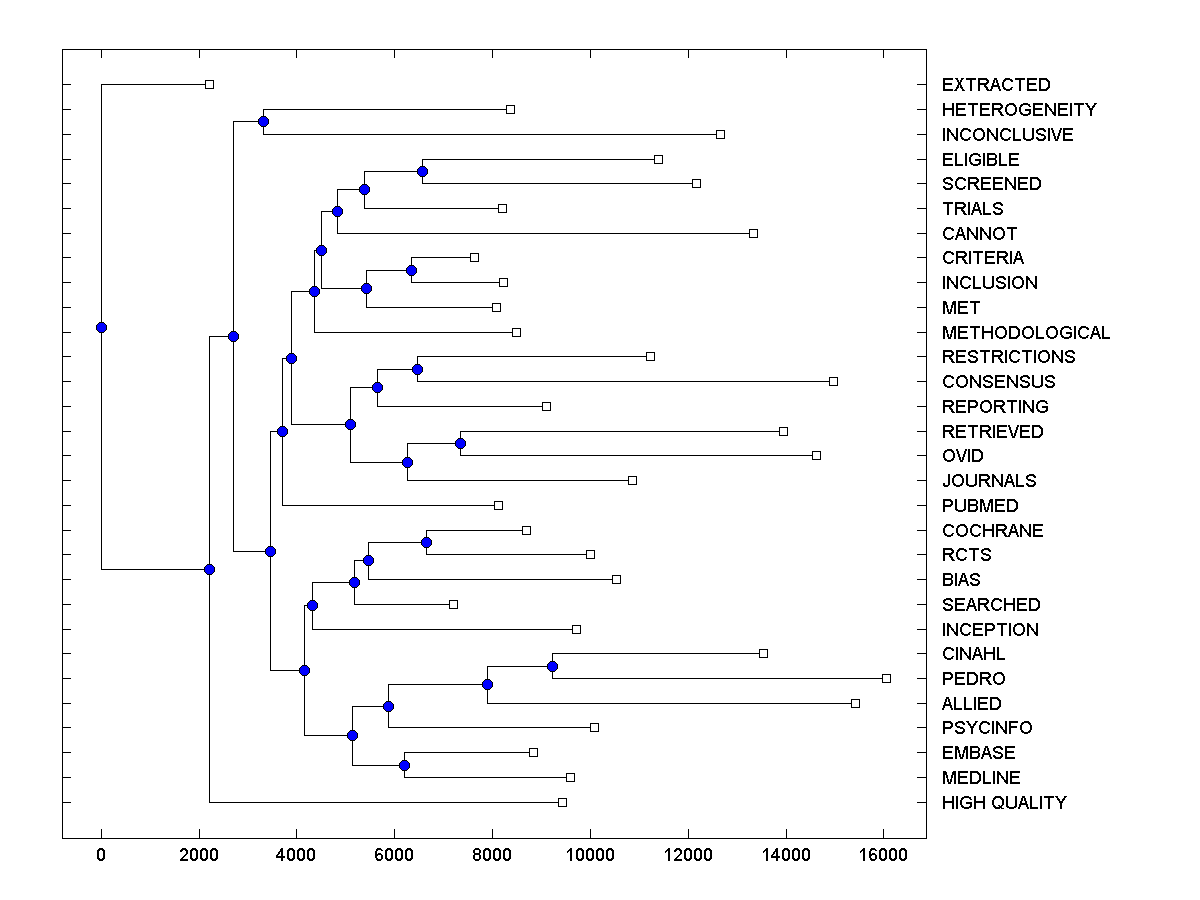 EXTRACTED
HETEROGENEITY
INCONCLUSIVE
ELIGIBLE
SCREENED
TRIALS
CANNOT
CRITERIA
INCLUSION
MET
METHODOLOGICAL
RESTRICTIONS
CONSENSUS
REPORTING
RETRIEVED
OVID
JOURNALS
PUBMED
COCHRANE
RCTS
BIAS
SEARCHED
INCEPTION
CINAHL
PEDRO
ALLIED
PSYCINFO
EMBASE
MEDLINE
HIGH QUALITY
0 2000 4000 6000 8000 10000 12000 14000 16000